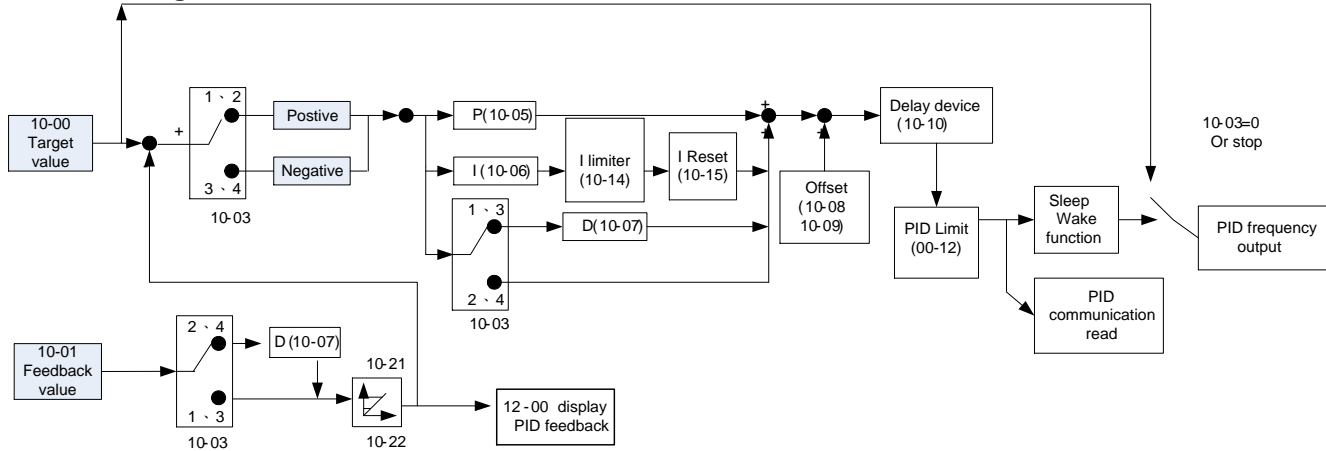 10-00
Target
value
+
1、2
3、4
10-03
Postive
Negative
P(10-05)
I (10-06)
I limiter
(10-14)
I Reset
(10-15)
1、3
2、4
10-03
D(10-07)
+
+
+
Offset
(10-08
10-09)
Delay device
(10-10)
PID Limit
(00-12)
Sleep
Wake
function
PID
communication
read
10-03=0
Or stop
PID frequency
output
10-01
Feedback
value
2、4
1、3
10-03
D (10-07)
10-21
10-22
12-00 display
PID feedback